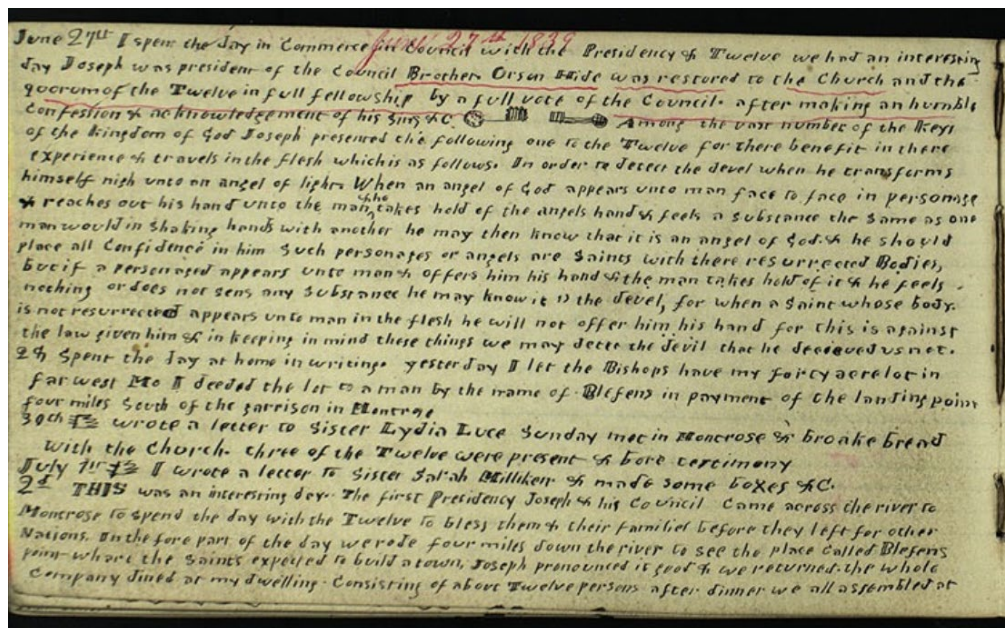 June 27th 1839
June 27th I spent the day in Commerce in Council with the Presidency & Twelve we had an interesting
day Joseph was president of the Council Brother Orson Hide was restored to the Church and the
quorum of the Twelve in full fellowship by a full vote of the Council. after making an humble
Confestion & acknowledgement of his sins &C. Among the vast number of the Keys
of the Kingdom of God Joseph presented the following one to the Twelve for there benefit in there
experience & travels in the flesh which is as follows. In order to detect the devel when he transforms
himself nigh unto an angel of light. When an angel of God appears unto man face to face in personage
& reaches out his hand unto the man & he takes hold of the angels hand & feels a substance the Same as one
man would in Shaking hands with another he may then know that it is an angel of God. & he should
place all Confidence in him Such personages or angels are Saints with there resurrected Bodies,
but if a personage appears unto man & offers him his hand & the man takes hold of it & he feels
nothing or does not sens any Substance he may know it is the devel, for when a Saint whose body
is not resurrected appears unto man in the flesh he will not offer him his hand for this is against
the law given him & in keeping in mind these things we may detec the devil that he decieved us not.
28 Spent the day at home in writing. yesterday I let the Bishops have my forty acre lot in
far west Mo I deeded the lot to a man by the name of Blefens in payment of the landing point
four miles South of the garrison in Montrose
30th wrote a letter to Sister Lydia Luce Sunday met in Montrose & broake bread
with the Church. three of the Twelve were present & bore testimony
July 1st I wrote a letter to Sister Sarah Milliken & made some boxes &C.
2d THIS was an interesting day. The first Presidency Joseph & his Council Came across the river to
Montrose to spend the day with the Twelve to bless them & their families before they left for other
Nations. In the fore part of the day we rode four miles down the river to see the place Called Blefens
point whare the Saints expected to build a town, Joseph pronounced it good & we returned. the whole
Company dined at my dwelling. Consisting of about Twelve persons after dinner we all assembled at